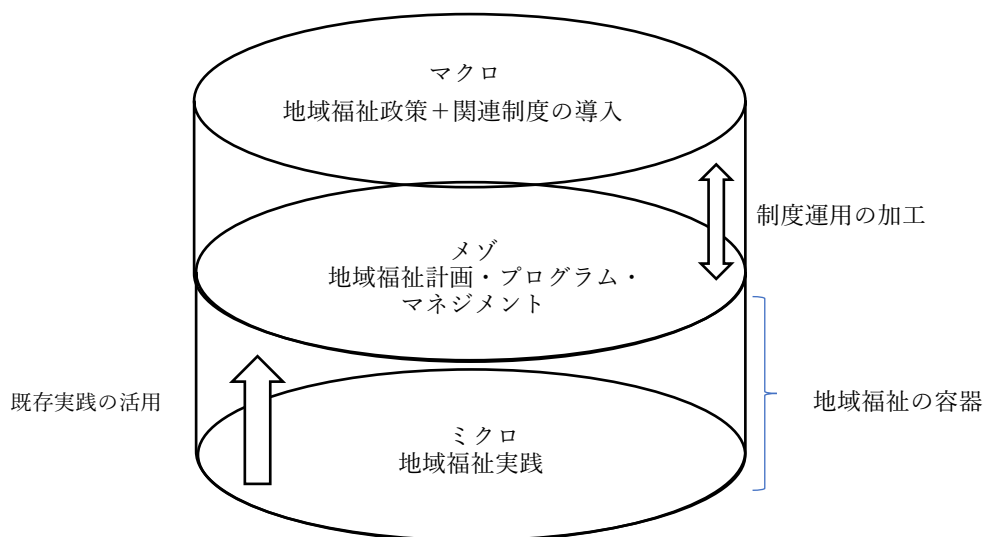 マクロ
地域福祉政策＋関連制度の導入
制度運用の加工
メゾ
地域福祉計画・プログラム・
マネジメント
既存実践の活用
地域福祉の容器
ミクロ
地域福祉実践